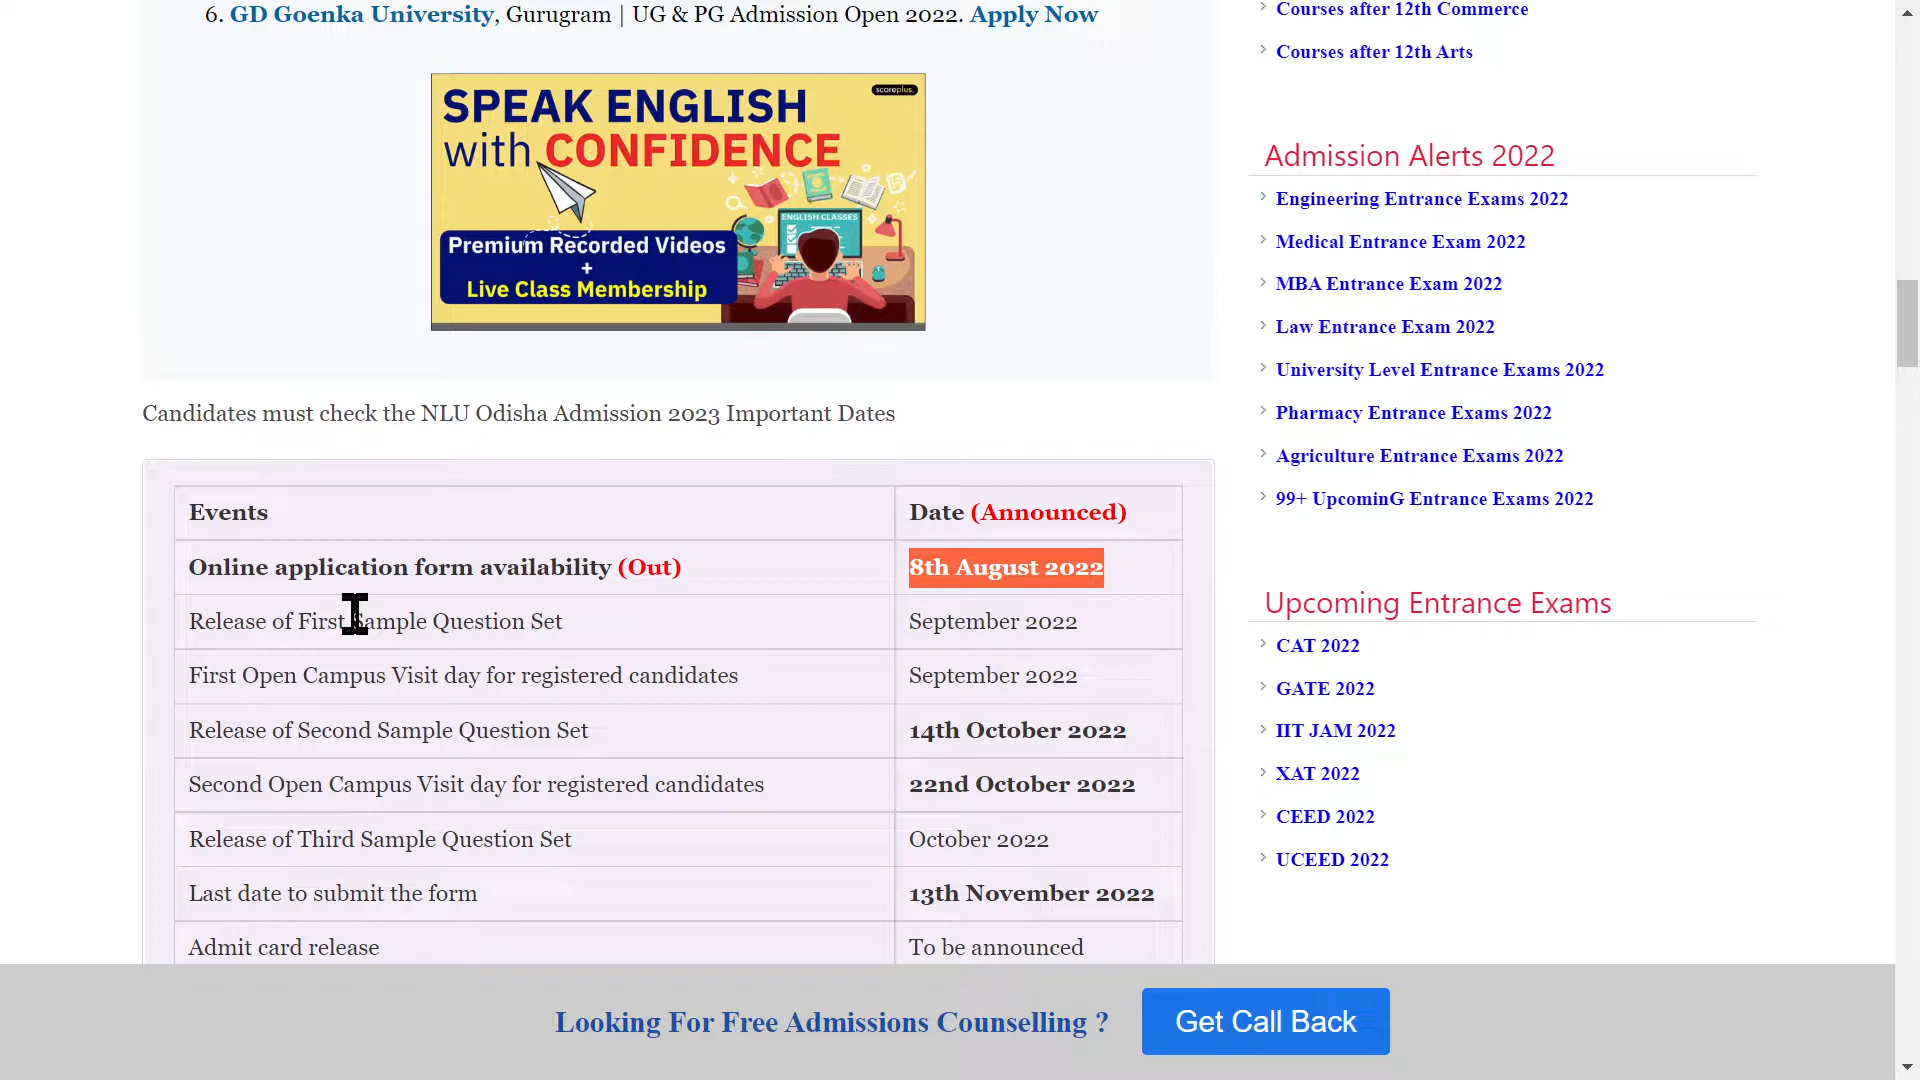 6. GD Goenka University, Gurugram | UG & PG Admission Open 2022. Apply Now
scoreplus.
SPEAK ENGLISH
with CONFIDENCE
ENGLISH CLASSES
Premium Recorded Videos
+
Live Class Membership
Candidates must check the NLU Odisha Admission 2023 Important Dates
Events Date (Announced)
Online application form availability (Out) 8th August 2022
Release of First Sample Question Set September 2022
First Open Campus Visit day for registered candidates September 2022
Release of Second Sample Question Set 14th October 2022
Second Open Campus Visit day for registered candidates 22nd October 2022
Release of Third Sample Question Set October 2022
Last date to submit the form 13th November 2022
Admit card release To be announced
Courses after 12th Commerce
Courses after 12th Arts
Admission Alerts 2022
Engineering Entrance Exams 2022
Medical Entrance Exam 2022
MBA Entrance Exam 2022
Law Entrance Exam 2022
University Level Entrance Exams 2022
Pharmacy Entrance Exams 2022
Agriculture Entrance Exams 2022
99+ UpcominG Entrance Exams 2022
Upcoming Entrance Exams
CAT 2022
GATE 2022
IIT JAM 2022
XAT 2022
CEED 2022
UCEED 2022
Looking For Free Admissions Counselling ? Get Call Back